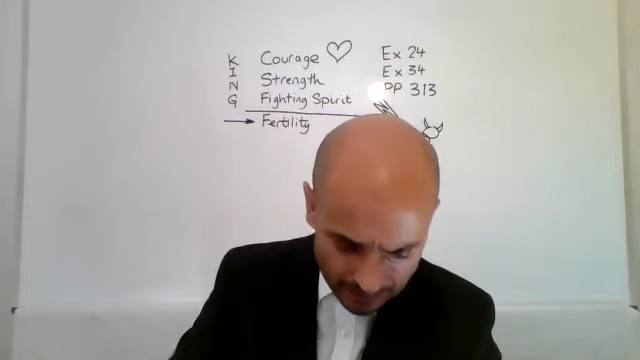 K
I
N
G
Courage
Strength
Fighting Spirit
Fertility
Ex 24
Ex 34
PP 313